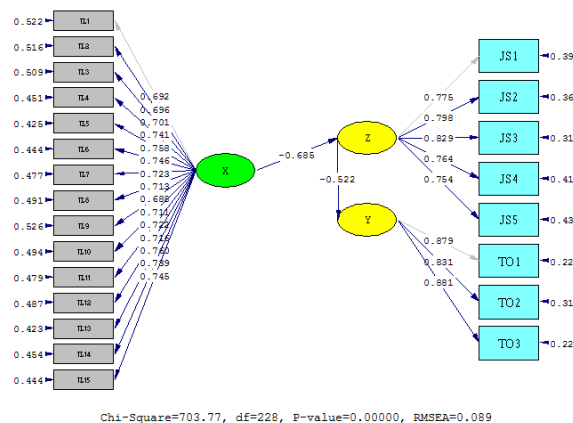 0.522 TL1
0.516 TL2
0.509 TL3
0.451 TL4
0.425 TL5
0.444 TL6
0.477 TL7
0.491 TL8
0.526 TL9
0.494 TL10
0.479 TL11
0.487 TL12
0.423 TL13
0.454 TL14
0.444 TL15
0.692
0.696
0.701
0.741
0.758
0.746
0.723
0.713
0.745
X
-0.685
Z
-0.522
Y
0.775
0.798
0.829
0.764
0.754
0.879
0.831
0.881
JS1 0.39
JS2 0.36
JS3 0.31
JS4 0.41
JS5 0.43
TO1 0.22
TO2 0.31
TO3 0.22
Chi-Square=703.77, df=228, P-value=0.00000, RMSEA=0.089